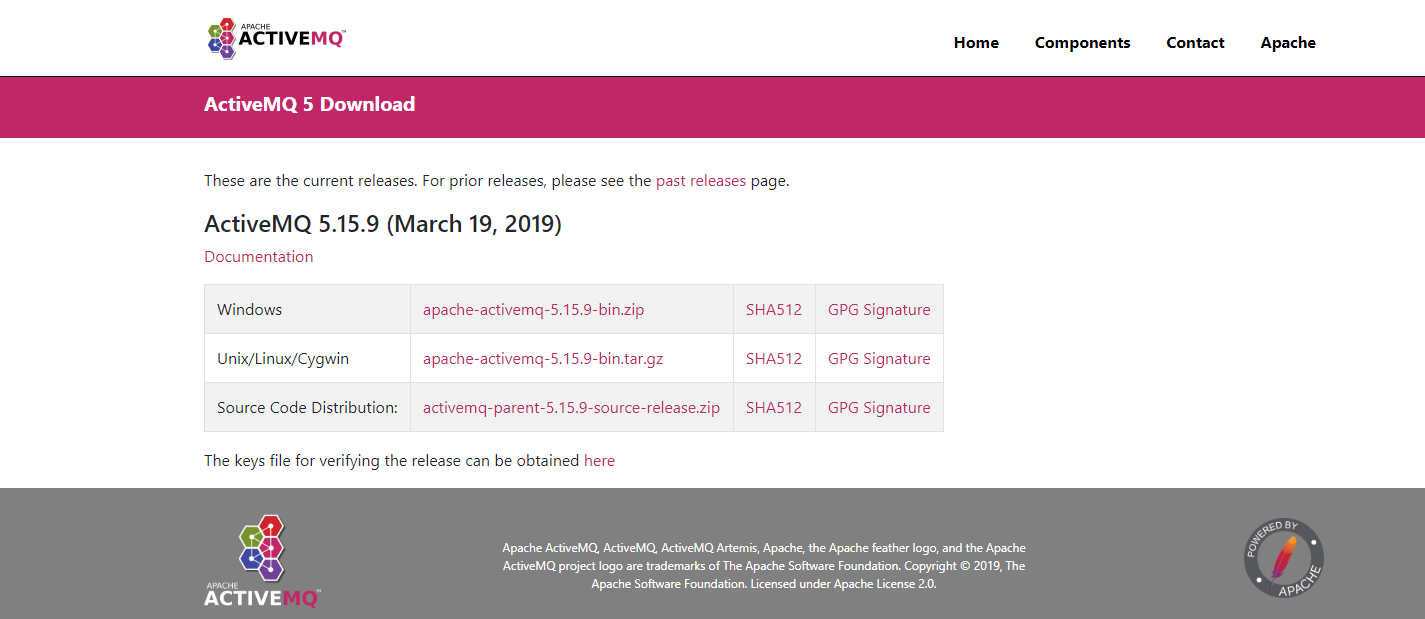 APACHE
ACTIVEMQ™
Home Components Contact Apache
ActiveMQ 5 Download
These are the current releases. For prior releases, please see the past releases page.
ActiveMQ 5.15.9 (March 19, 2019)
Documentation
Windows apache-activemq-5.15.9-bin.zip SHA512 GPG Signature
Unix/Linux/Cygwin apache-activemq-5.15.9-bin.tar.gz SHA512 GPG Signature
Source Code Distribution: activemq-parent-5.15.9-source-release.zip SHA512 GPG Signature
The keys file for verifying the release can be obtained here
APACHE
ACTIVEMQ™
Apache ActiveMQ, ActiveMQ, ActiveMQ Artemis, Apache, the Apache feather logo, and the Apache
ActiveMQ project logo are trademarks of The Apache Software Foundation. Copyright © 2019, The
Apache Software Foundation. Licensed under Apache License 2.0.
POWERED BY
APACHE